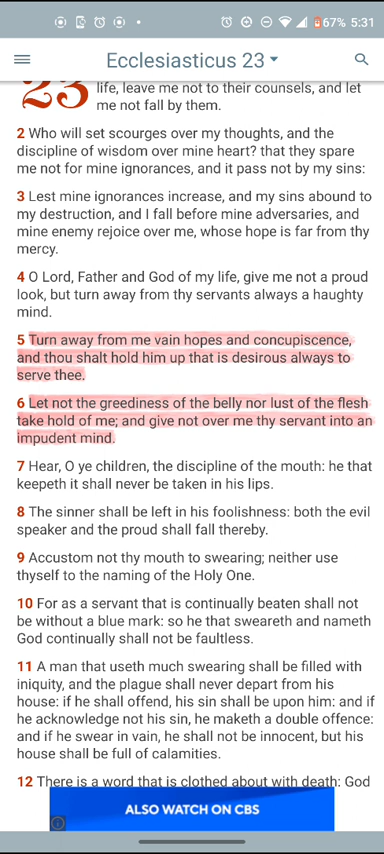 67% 5:31
Ecclesiasticus 23
23 life, leave me not to their counsels, and let
me not fall by them.
2 Who will set scourges over my thoughts, and the
discipline of wisdom over mine heart? that they spare
me not for mine ignorances, and it pass not by my sins:
3 Lest mine ignorances increase, and my sins abound to
my destruction, and I fall before mine adversaries, and
mine enemy rejoice over me, whose hope is far from thy
mercy.
4 O Lord, Father and God of my life, give me not a proud
look, but turn away from thy servants always a haughty
mind.
5 Turn away from me vain hopes and concupiscence,
and thou shalt hold him up that is desirous always to
serve thee.
6 Let not the greediness of the belly nor lust of the flesh
take hold of me; and give not over me thy servant into an
impudent mind.
7 Hear, O ye children, the discipline of the mouth: he that
keepeth it shall never be taken in his lips.
8 The sinner shall be left in his foolishness: both the evil
speaker and the proud shall fall thereby.
9 Accustom not thy mouth to swearing; neither use
thyself to the naming of the Holy One.
10 For as a servant that is continually beaten shall not
be without a blue mark: so he that sweareth and nameth
God continually shall not be faultless.
11 A man that useth much swearing shall be filled with
iniquity, and the plague shall never depart from his
house: if he shall offend, his sin shall be upon him: and if
he acknowledge not his sin, he maketh a double offence:
and if he swear in vain, he shall not be innocent, but his
house shall be full of calamities.
12 There is a word that is clothed about with death: God
ALSO WATCH ON CBS